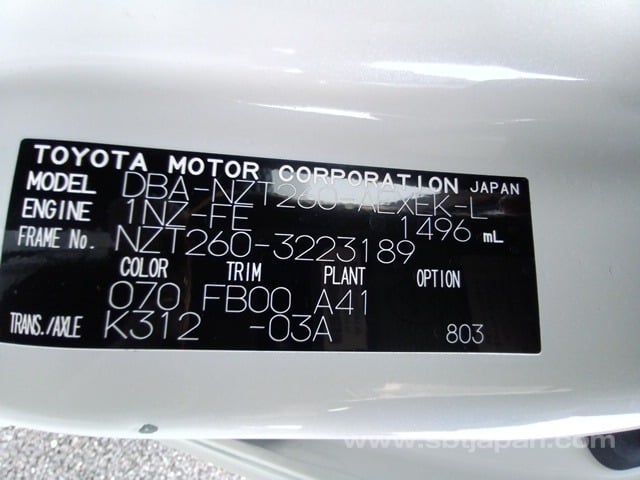 TOYOTA MOTOR CORPORATION JAPAN
MODEL DBA-NZT260-AEXEK-L
ENGINE 1NZ-FE 1496 mL
FRAME No. NZT260-3223189
COLOR TRIM PLANT OPTION
070 FB00 A41
TRANS./AXLE K312 -03A 803
www.sbtjapan.com